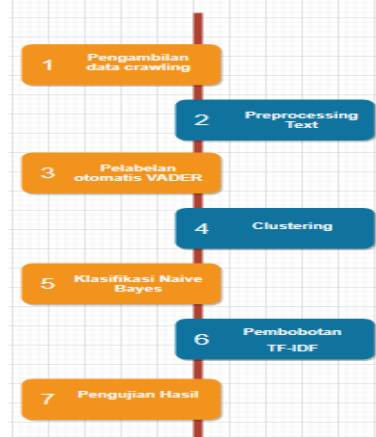 1 Pengambilan
data crawling
2 Preprocessing
Text
3 Pelabelan
otomatis VADER
4 Clustering
5 Klasifikasi Naive
Bayes
6 Pembobotan
TF-IDF
7 Pengujian Hasil